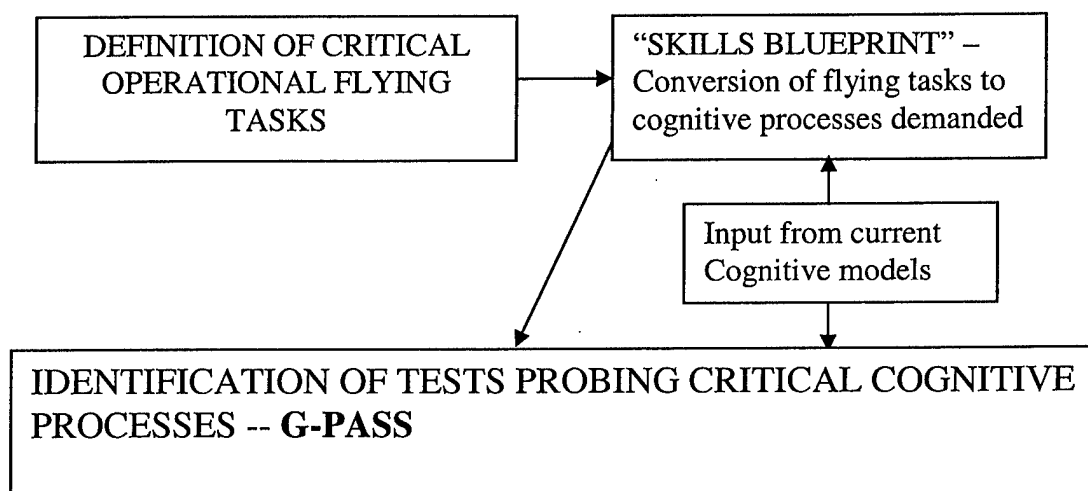 DEFINITION OF CRITICAL
OPERATIONAL FLYING
TASKS
“SKILLS BLUEPRINT” –
Conversion of flying tasks to
cognitive processes demanded
Input from current
Cognitive models
IDENTIFICATION OF TESTS PROBING CRITICAL COGNITIVE
PROCESSES -- G-PASS